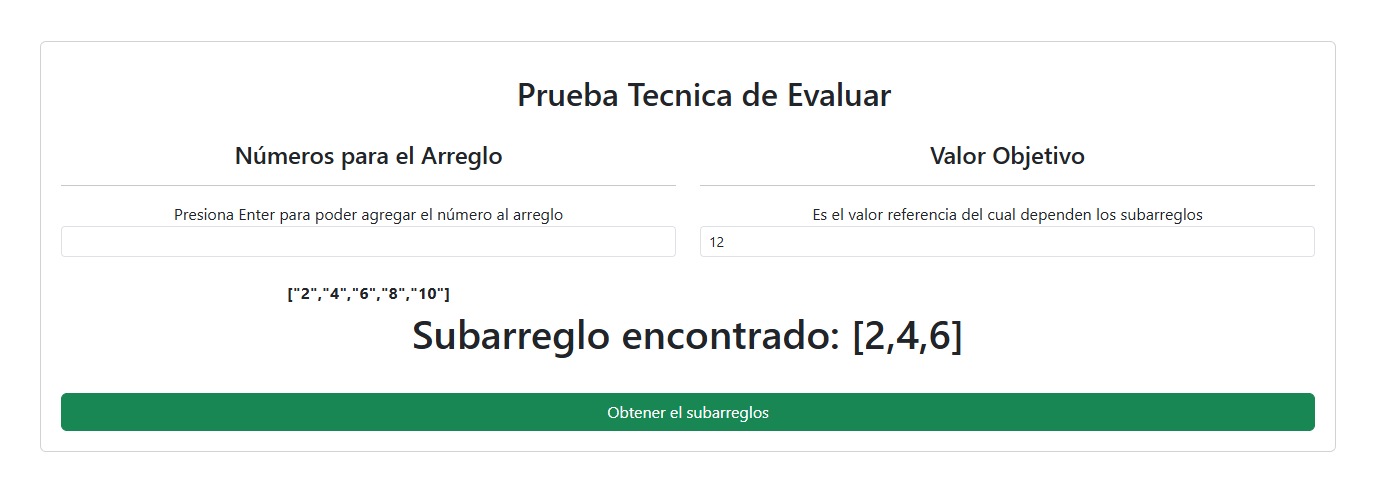 Prueba Tecnica de Evaluar
Números para el Arreglo
Presiona Enter para poder agregar el número al arreglo
["2","4","6","8","10"]
Valor Objetivo
Es el valor referencia del cual dependen los subarreglos
12
Subarreglo encontrado: [2,4,6]
Obtener el subarreglos